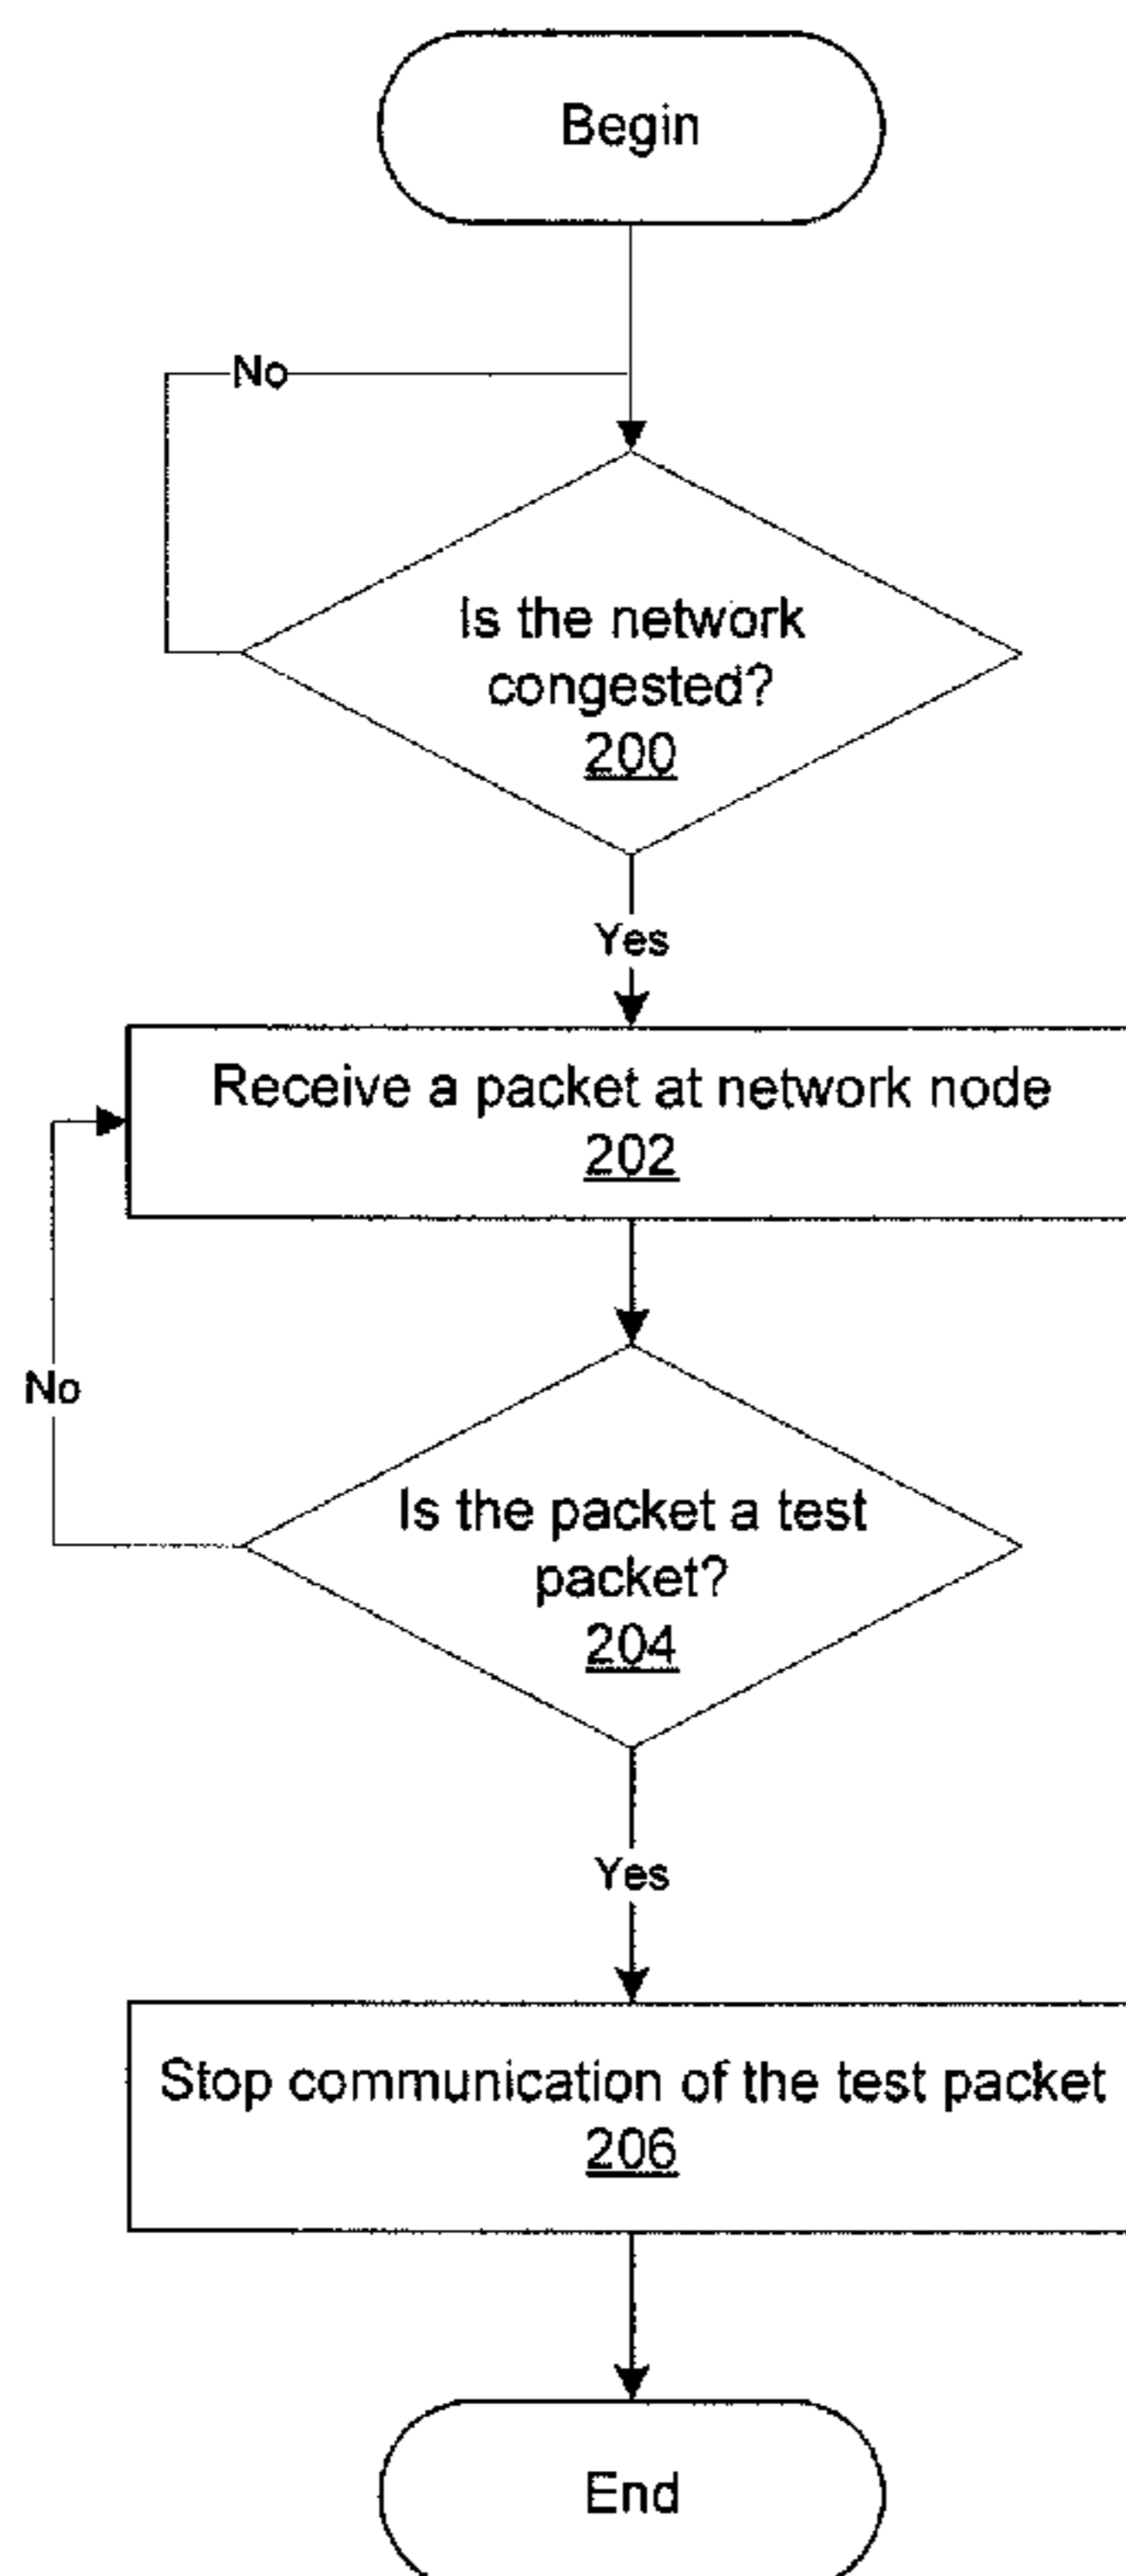 Begin
No
Is the network
congested?
200
Yes
Receive a packet at network node
202
No
Is the packet a test
packet?
204
Yes
Stop communication of the test packet
206
End